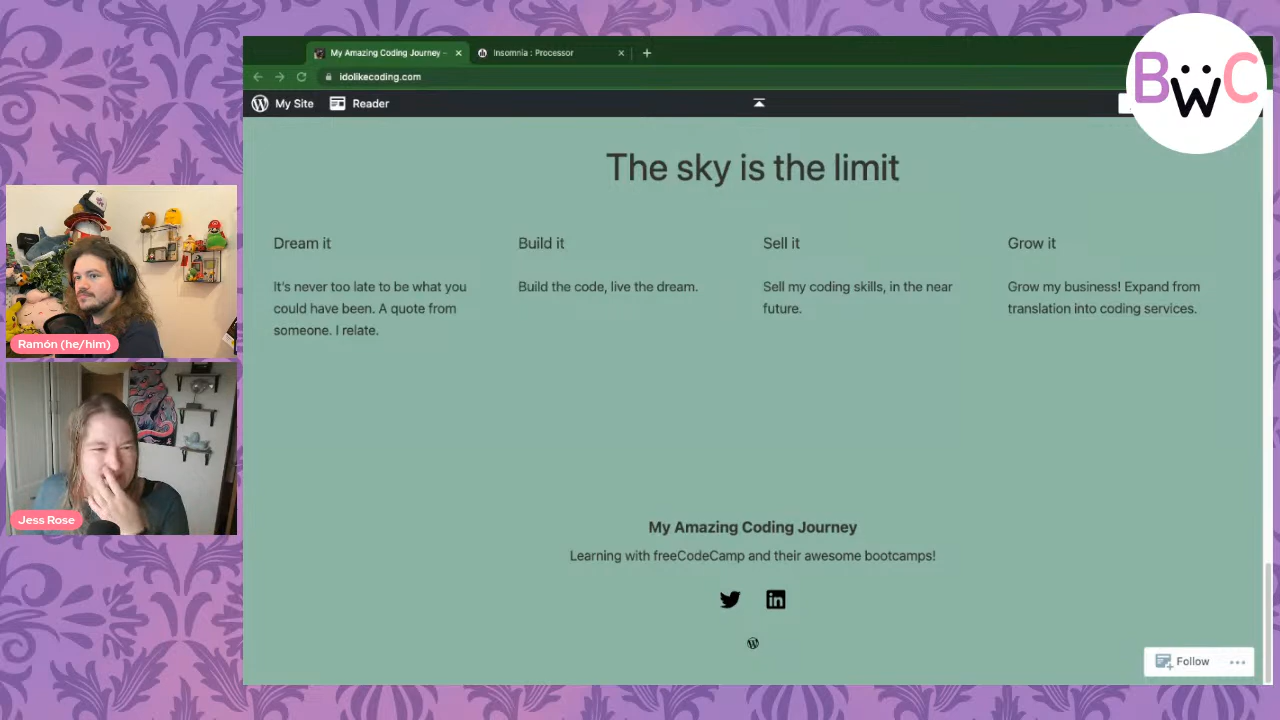 My Amazing Coding Journey –
Insomnia : Processor
idolikecoding.com
My Site
Reader
BWC
The sky is the limit
Dream it
It's never too late to be what you
could have been. A quote from
someone. I relate.
Build it
Build the code, live the dream.
Sell it
Sell my coding skills, in the near
future.
Grow it
Grow my business! Expand from
translation into coding services.
Ramón (he/him)
Jess Rose
My Amazing Coding Journey
Learning with freeCodeCamp and their awesome bootcamps!
Follow